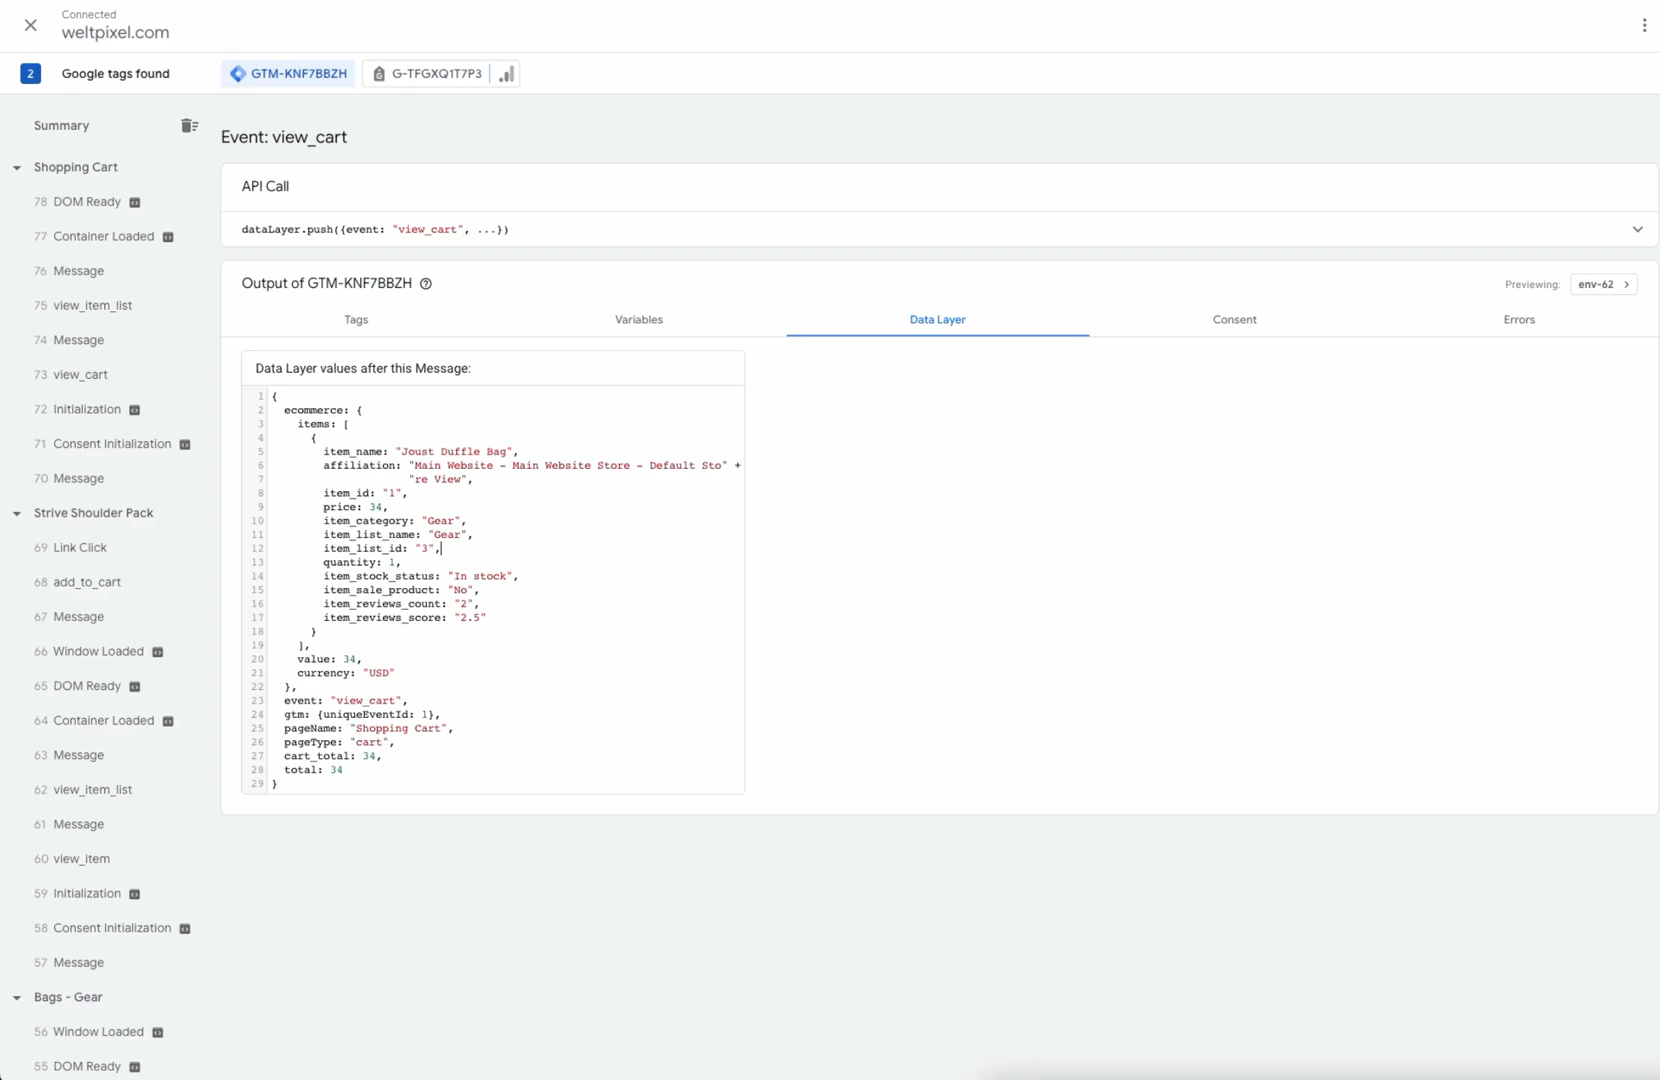 Connected
weltpixel.com
2 Google tags found GTM-KNF7BBZH G-TFGXQ1T7P3
Summary
Shopping Cart
78 DOM Ready
77 Container Loaded
76 Message
75 view_item_list
74 Message
73 view_cart
72 Initialization
71 Consent Initialization
70 Message
Strive Shoulder Pack
69 Link Click
68 add_to_cart
67 Message
66 Window Loaded
65 DOM Ready
64 Container Loaded
63 Message
62 view_item_list
61 Message
60 view_item
59 Initialization
58 Consent Initialization
57 Message
Bags - Gear
56 Window Loaded
55 DOM Ready
Event: view_cart
API Call
dataLayer.push({event: "view_cart", ...})
Output of GTM-KNF7BBZH
Previewing: env-62
Tags Variables Data Layer Consent Errors
Data Layer values after this Message:
1 {
2 ecommerce: {
3 items: [
4 {
5 item_name: "Joust Duffle Bag",
6 affiliation: "Main Website - Main Website Store - Default Sto" +
7 "re View",
8 item_id: "1",
9 price: 34,
10 item_category: "Gear",
11 item_list_name: "Gear",
12 item_list_id: "3",
13 quantity: 1,
14 item_stock_status: "In stock",
15 item_sale_product: "No",
16 item_reviews_count: "2",
17 item_reviews_score: "2.5"
18 }
19 ],
20 value: 34,
21 currency: "USD"
22 },
23 event: "view_cart",
24 gtm: {uniqueEventId: 1},
25 pageName: "Shopping Cart",
26 pageType: "cart",
27 cart_total: 34,
28 total: 34
29 }